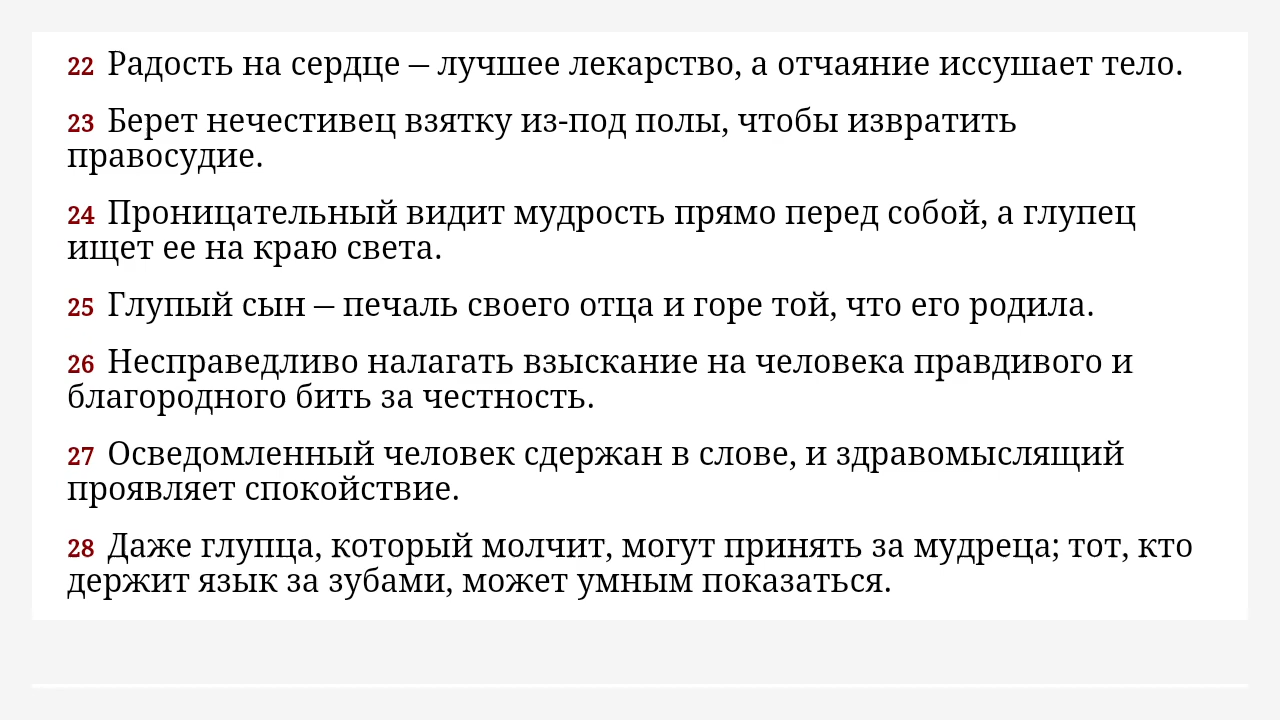 22 Радость на сердце – лучшее лекарство, а отчаяние иссушает тело.
23 Берет нечестивец взятку из-под полы, чтобы извратить
правосудие.
24 Проницательный видит мудрость прямо перед собой, а глупец
ищет ее на краю света.
25 Глупый сын – печаль своего отца и горе той, что его родила.
26 Несправедливо налагать взыскание на человека правдивого и
благородного бить за честность.
27 Осведомленный человек сдержан в слове, и здравомыслящий
проявляет спокойствие.
28 Даже глупца, который молчит, могут принять за мудреца; тот, кто
держит язык за зубами, может умным показаться.